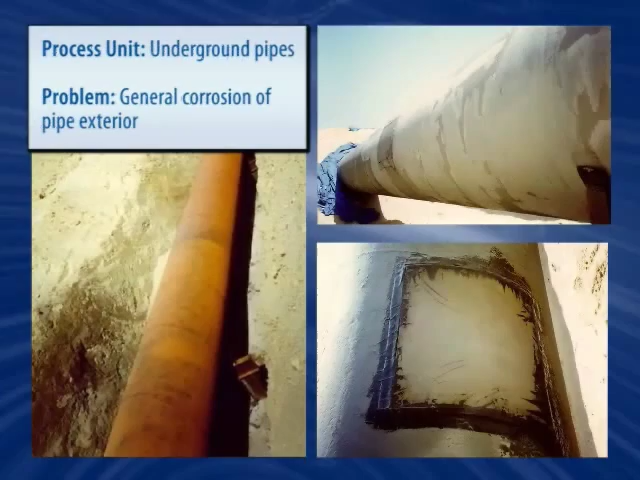 Process Unit: Underground pipes
Problem: General corrosion of
pipe exterior